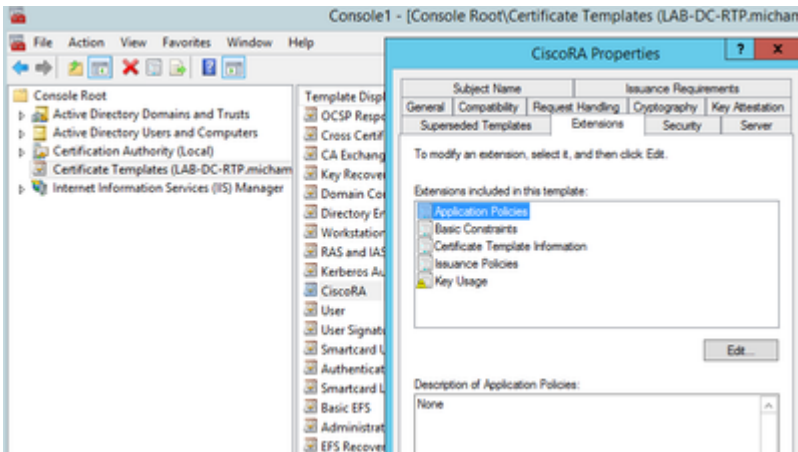 Console1 - [Console Root\Certificate Templates (LAB-DC-RTP.micham
File Action View Favorites Window Help
Console Root
Active Directory Domains and Trusts
Active Directory Users and Computers
Certification Authority (Local)
Certificate Templates (LAB-DC-RTP.micham
Internet Information Services (IIS) Manager
Template Displ
OCSP Respo
Cross Certif
CA Exchang
Key Recove
Domain Co
Directory Em
Workstation
RAS and IAS
Kerberos Au
CiscoRA
User
User Signatu
Smartcard U
Authenticat
Smartcard L
Basic EFS
Administrat
EFS Recove
CiscoRA Properties
? x
Subject Name Issuance Requirements
General Compatibility Request Handling Cryptography Key Attestation
Superseded Templates Extensions Security Server
To modify an extension, select it, and then click Edit.
Extensions included in this template:
Application Policies
Basic Constraints
Certificate Template Information
Issuance Policies
Key Usage
Edit...
Description of Application Policies:
None